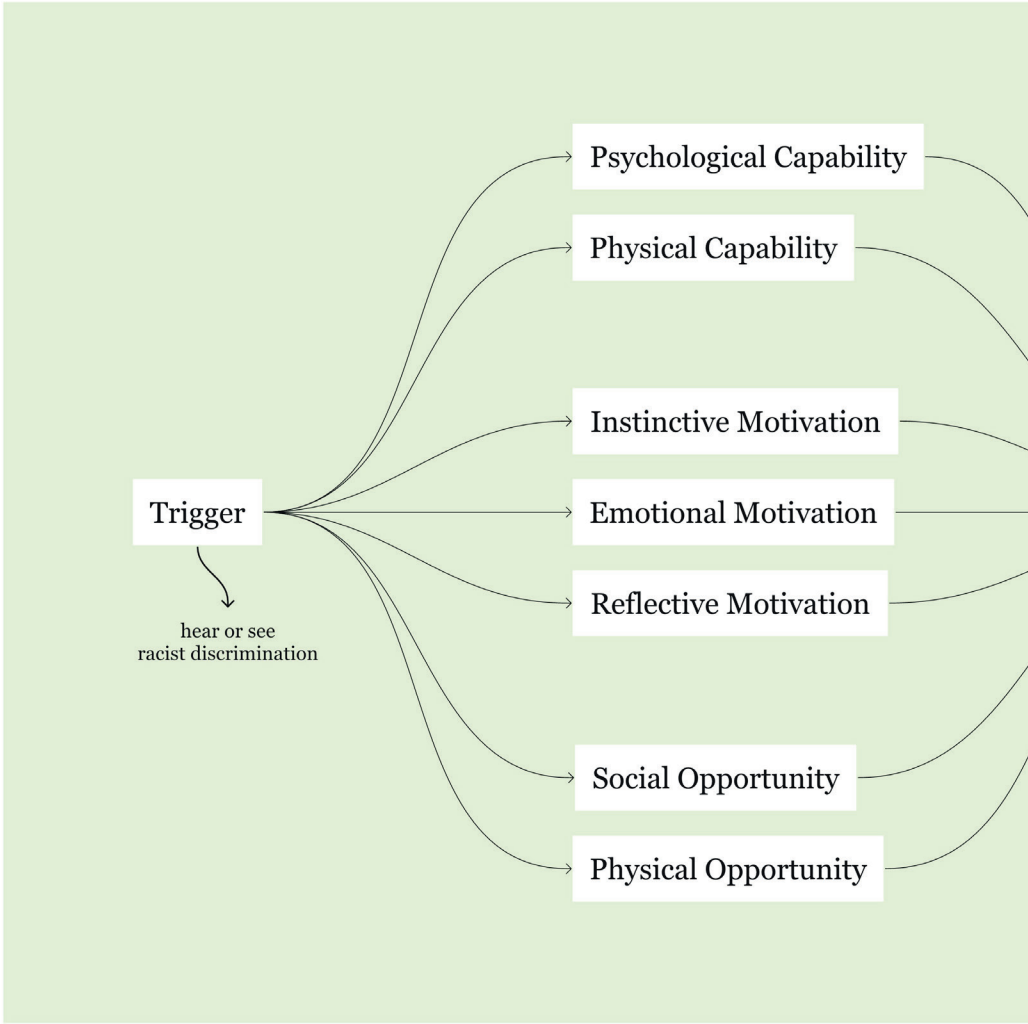 Psychological Capability
Physical Capability
Instinctive Motivation
Trigger
Emotional Motivation
Reflective Motivation
hear or see
racist discrimination
Social Opportunity
Physical Opportunity